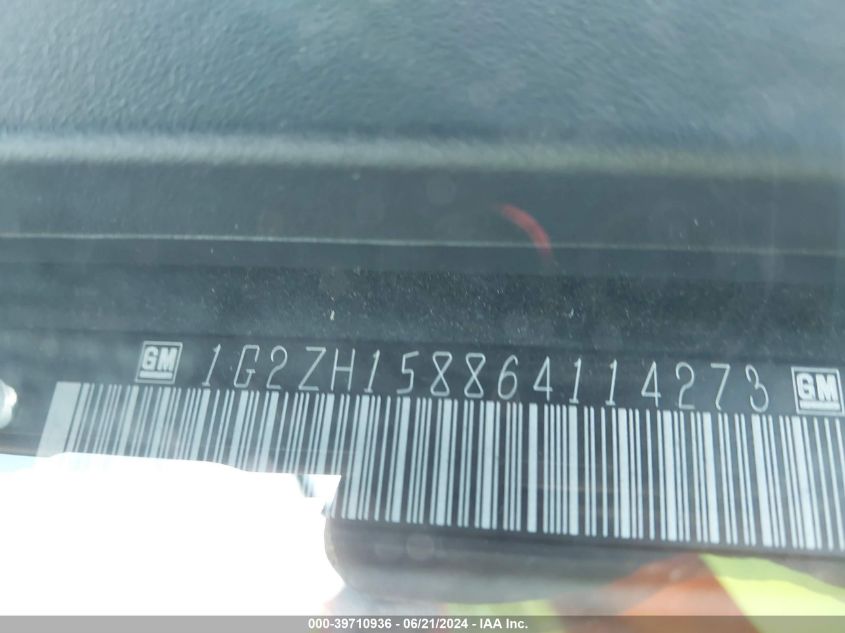 GM 1G2ZH158864114273 GM
000-39710936 - 06/21/2024 - IAA Inc.